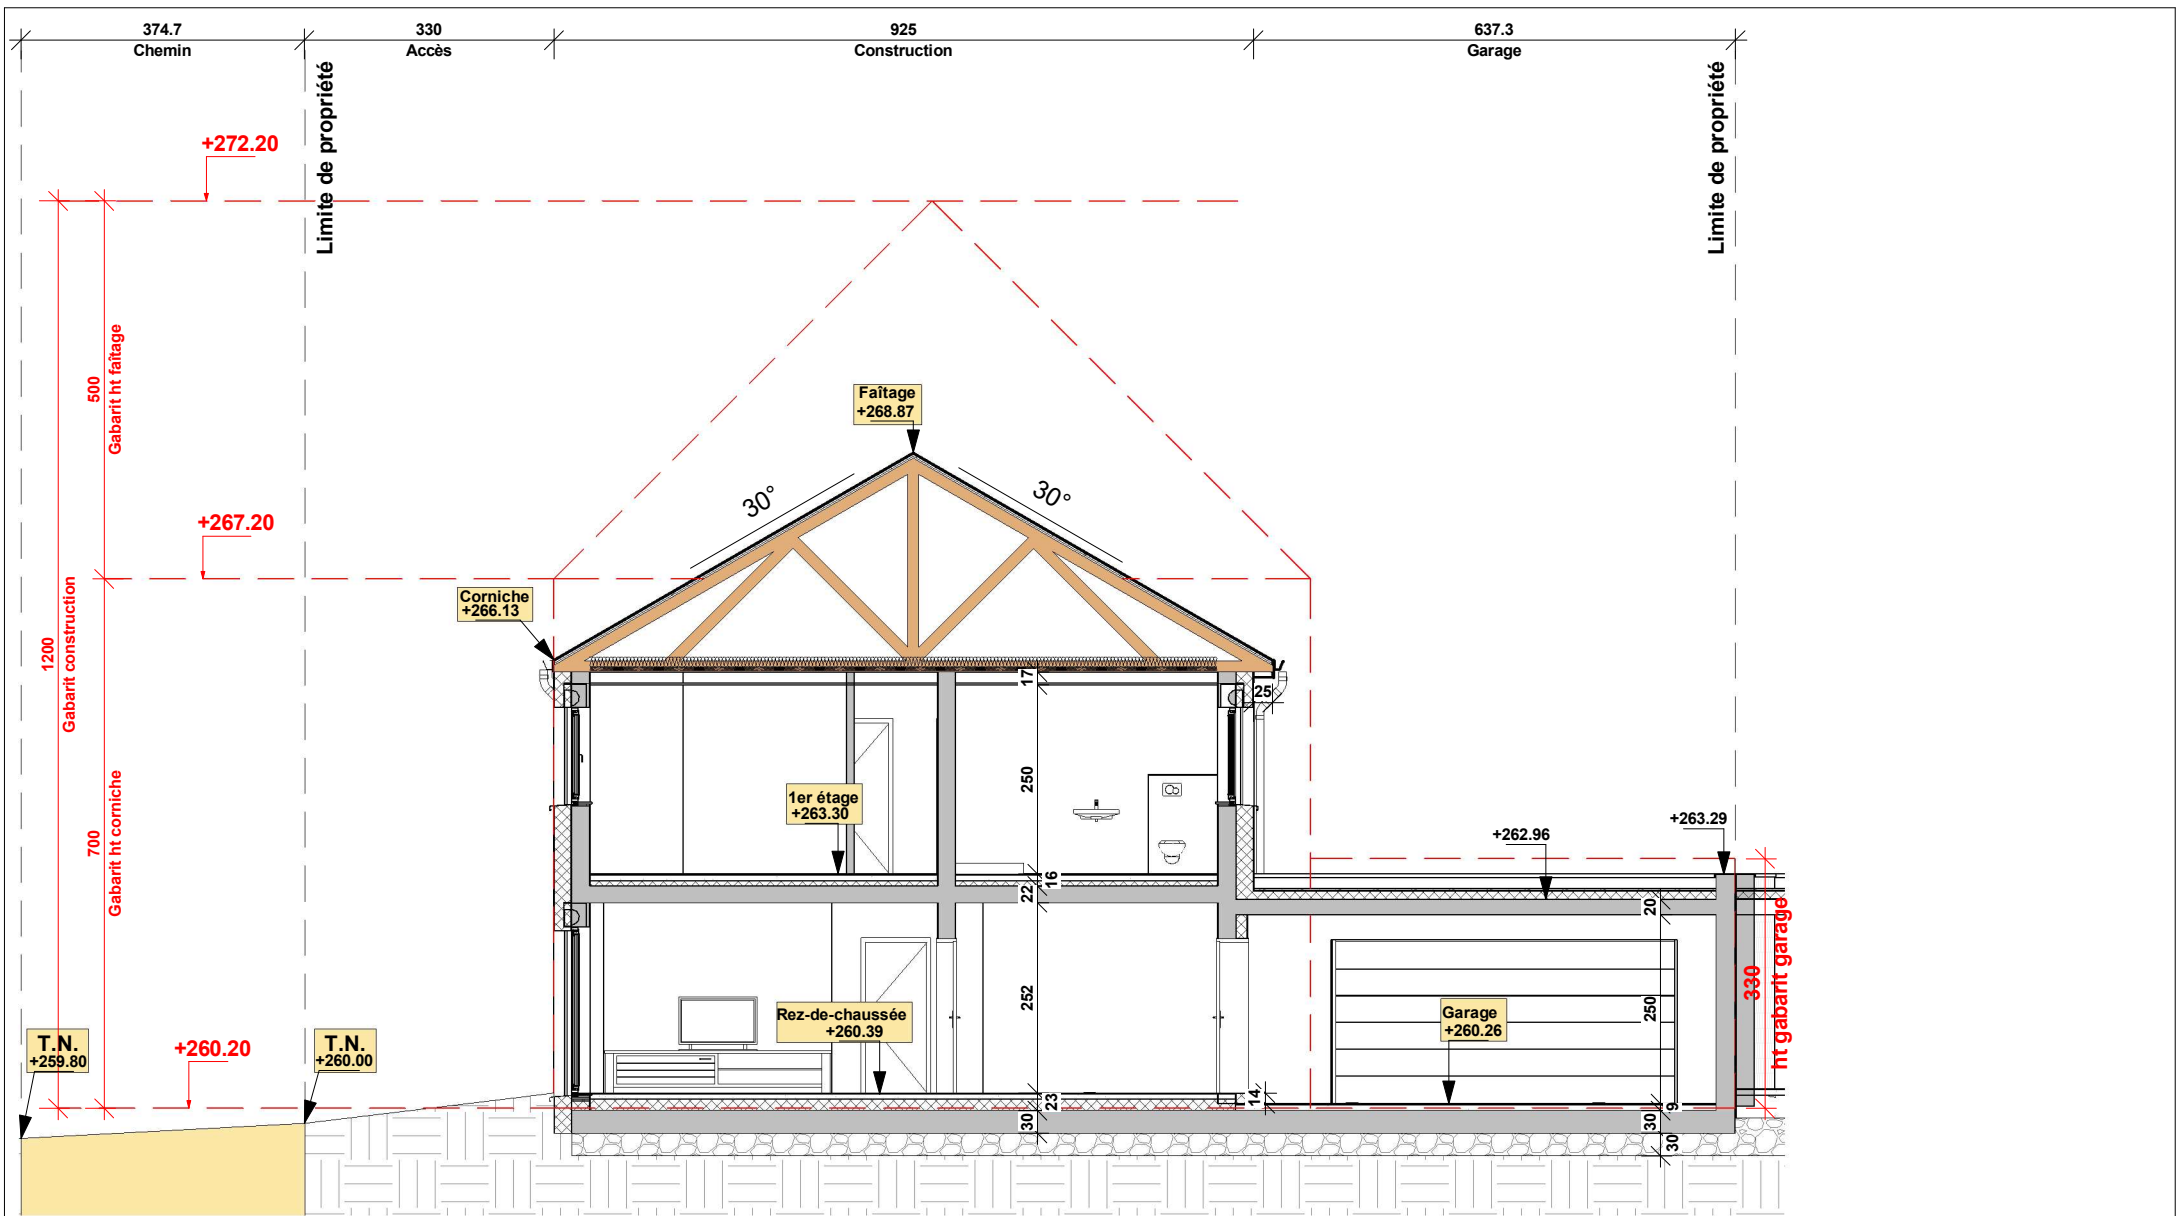 374.7
Chemin
330
Accès
925
Construction
637.3
Garage
Limite de propriété
Limite de propriété
+272.20
500
Gabarit ht faîtage
Faîtage
+268.87
30°
30°
+267.20
Corniche
+266.13
1200
Gabarit construction
700
Gabarit ht corniche
17
25
250
1er étage
+263.30
16
22
+262.96
+263.29
20
330
ht gabarit garage
252
250
Rez-de-chaussée
+260.39
Garage
+260.26
T.N.
+259.80
T.N.
+260.00
+260.20
23
30
14
9
30
30